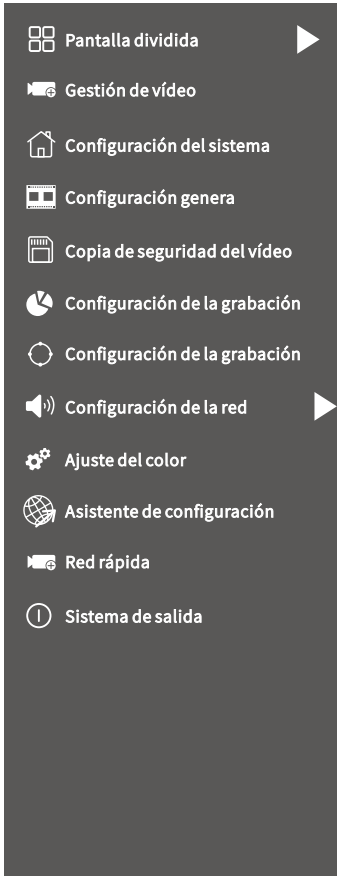 Pantalla dividida
Gestión de vídeo
Configuración del sistema
Configuración genera
Copia de seguridad del vídeo
Configuración de la grabación
Configuración de la grabación
Configuración de la red
Ajuste del color
Asistente de configuración
Red rápida
Sistema de salida